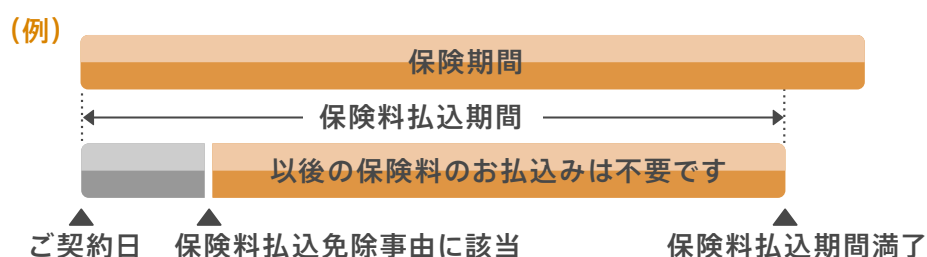 (例)
保険期間
保険料払込期間
以後の保険料のお払込みは不要です
ご契約日 保険料払込免除事由に該当 保険料払込期間満了